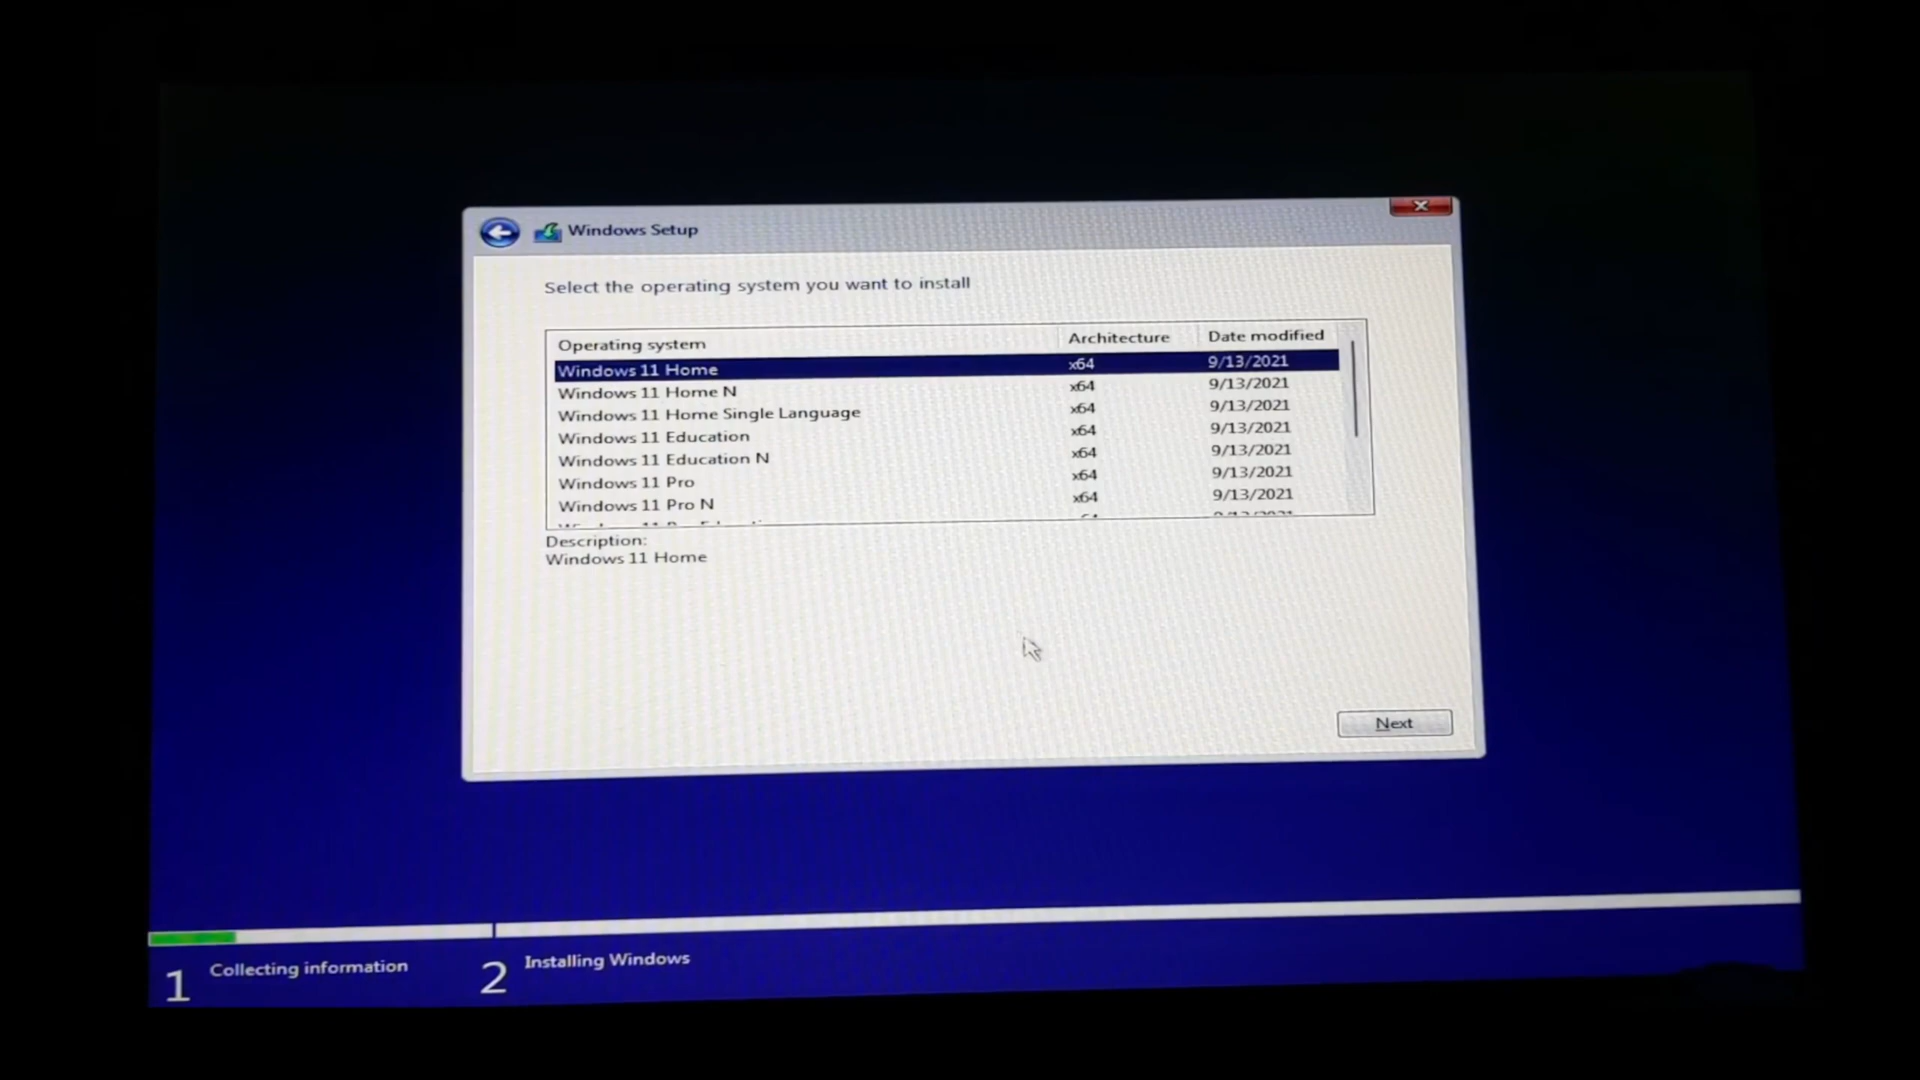 Windows Setup
Select the operating system you want to install
Operating system Architecture Date modified
Windows 11 Home x64 9/13/2021
Windows 11 Home N x64 9/13/2021
Windows 11 Home Single Language x64 9/13/2021
Windows 11 Education x64 9/13/2021
Windows 11 Education N x64 9/13/2021
Windows 11 Pro x64 9/13/2021
Windows 11 Pro N x64 9/13/2021
Description:
Windows 11 Home
Next
1 Collecting information 2 Installing Windows